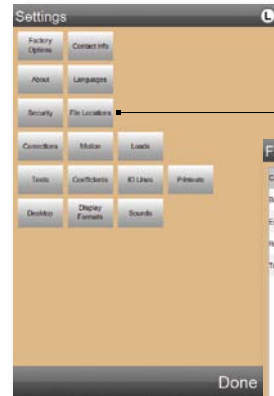 Settings
L
Factory
Options
Contact Info
About
Languages
Security
File Locations
Corrections
Motion
Loads
Tests
Coefficients
IO Lines
Printouts
Desktop
Display
Formats
Sounds
Done